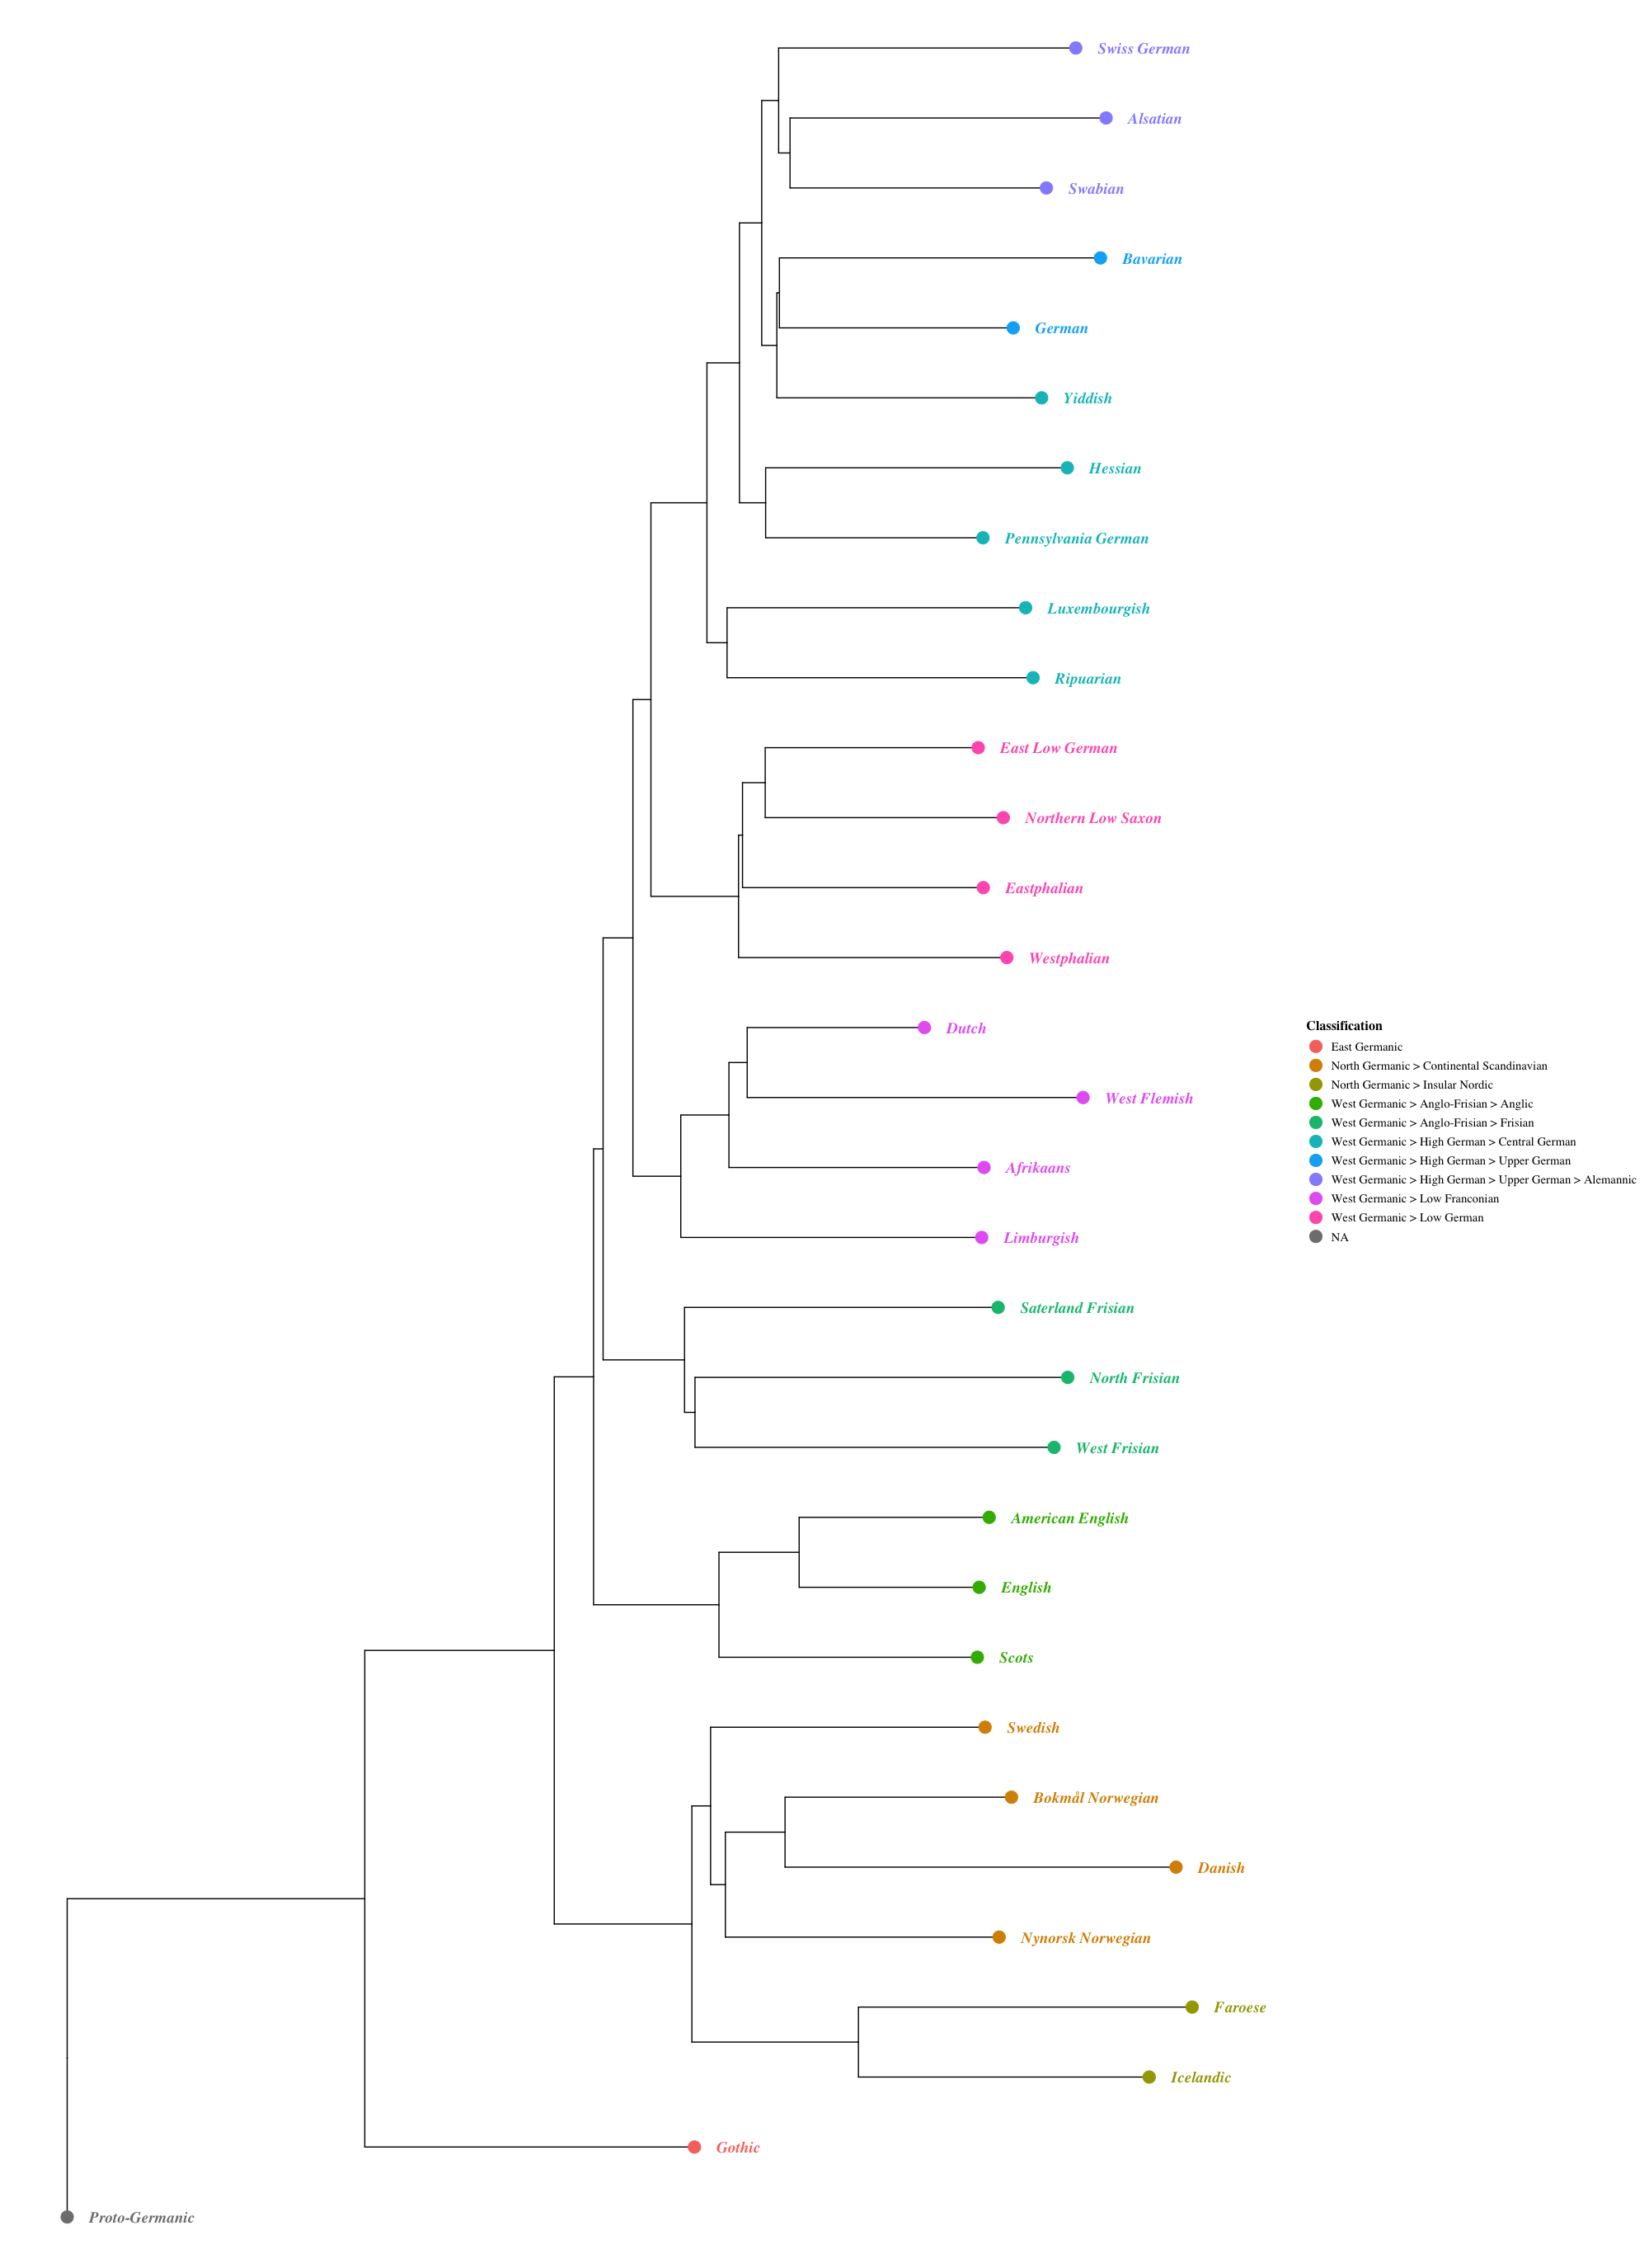 Swiss German
Alsatian
Swabian
Bavarian
German
Yiddish
Hessian
Pennsylvania German
Luxembourgish
Ripuarian
East Low German
Northern Low Saxon
Eastphalian
Westphalian
Dutch
West Flemish
Afrikaans
Limburgish
Saterland Frisian
North Frisian
West Frisian
American English
English
Scots
Swedish
Bokmål Norwegian
Danish
Nynorsk Norwegian
Faroese
Icelandic
Gothic
Proto-Germanic
Classification
East Germanic
North Germanic > Continental Scandinavian
North Germanic > Insular Nordic
West Germanic > Anglo-Frisian > Anglic
West Germanic > Anglo-Frisian > Frisian
West Germanic > High German > Central German
West Germanic > High German > Upper German
West Germanic > High German > Upper German > Alemannic
West Germanic > Low Franconian
West Germanic > Low German
NA